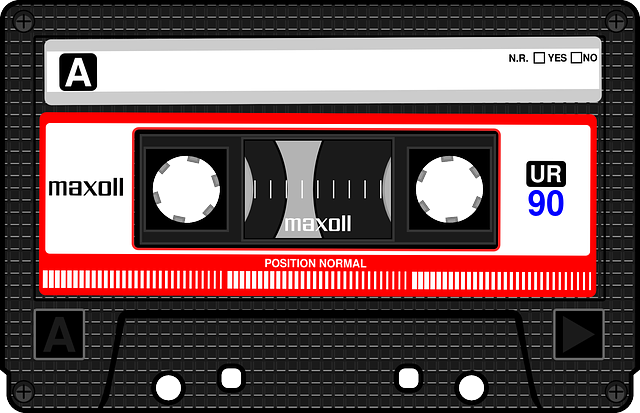 A
N.R. YES NO
maxoll
maxoll
UR
90
POSITION NORMAL
A